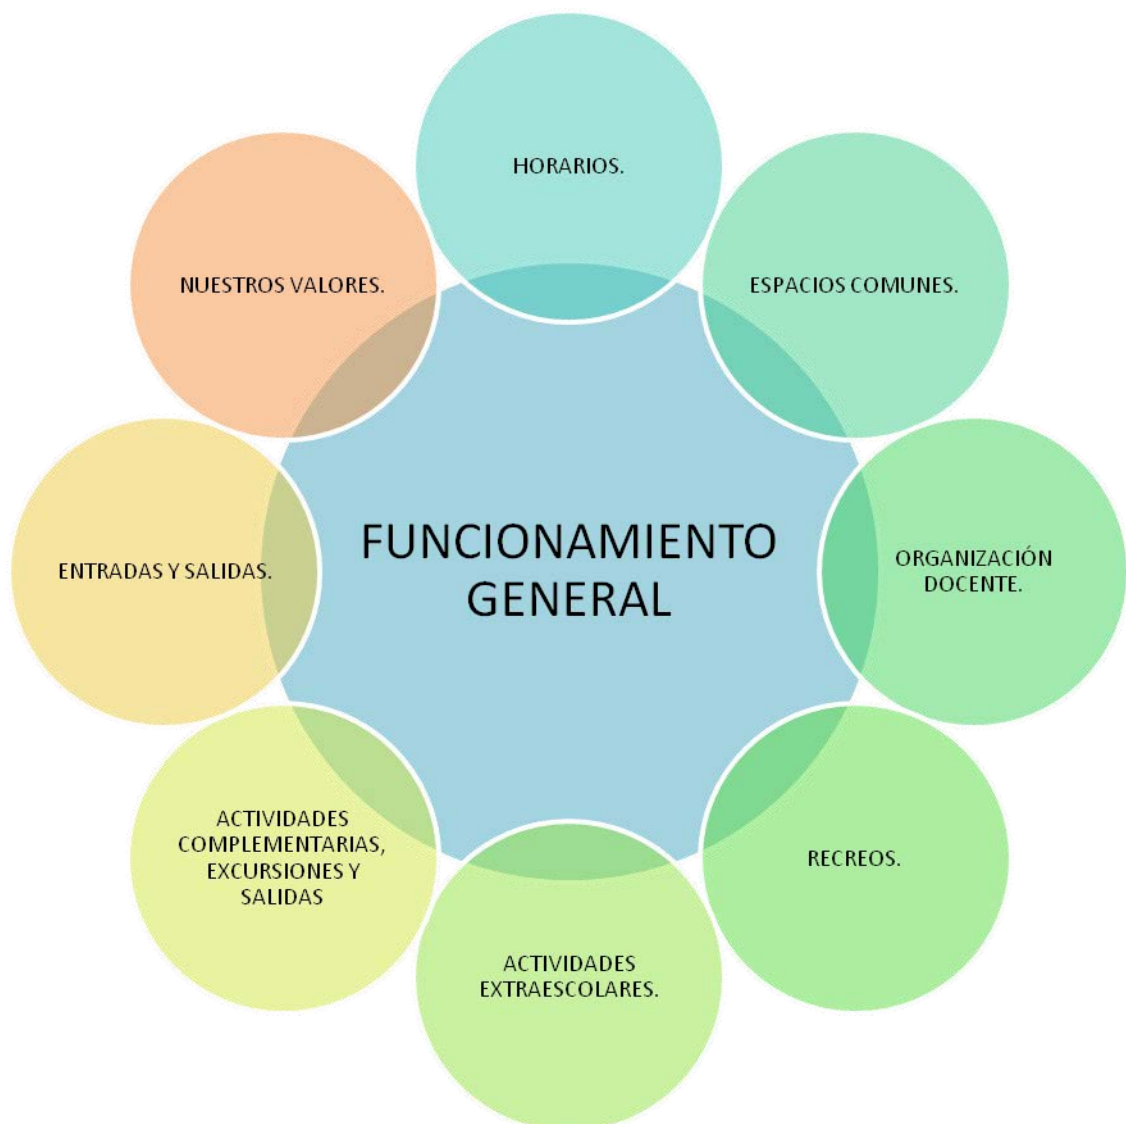 HORARIOS.
NUESTROS VALORES.
ESPACIOS COMUNES.
FUNCIONAMIENTO
GENERAL
ENTRADAS Y SALIDAS.
ORGANIZACIÓN
DOCENTE.
ACTIVIDADES
COMPLEMENTARIAS,
EXCURSIONES Y
SALIDAS
RECREOS.
ACTIVIDADES
EXTRAESCOLARES.